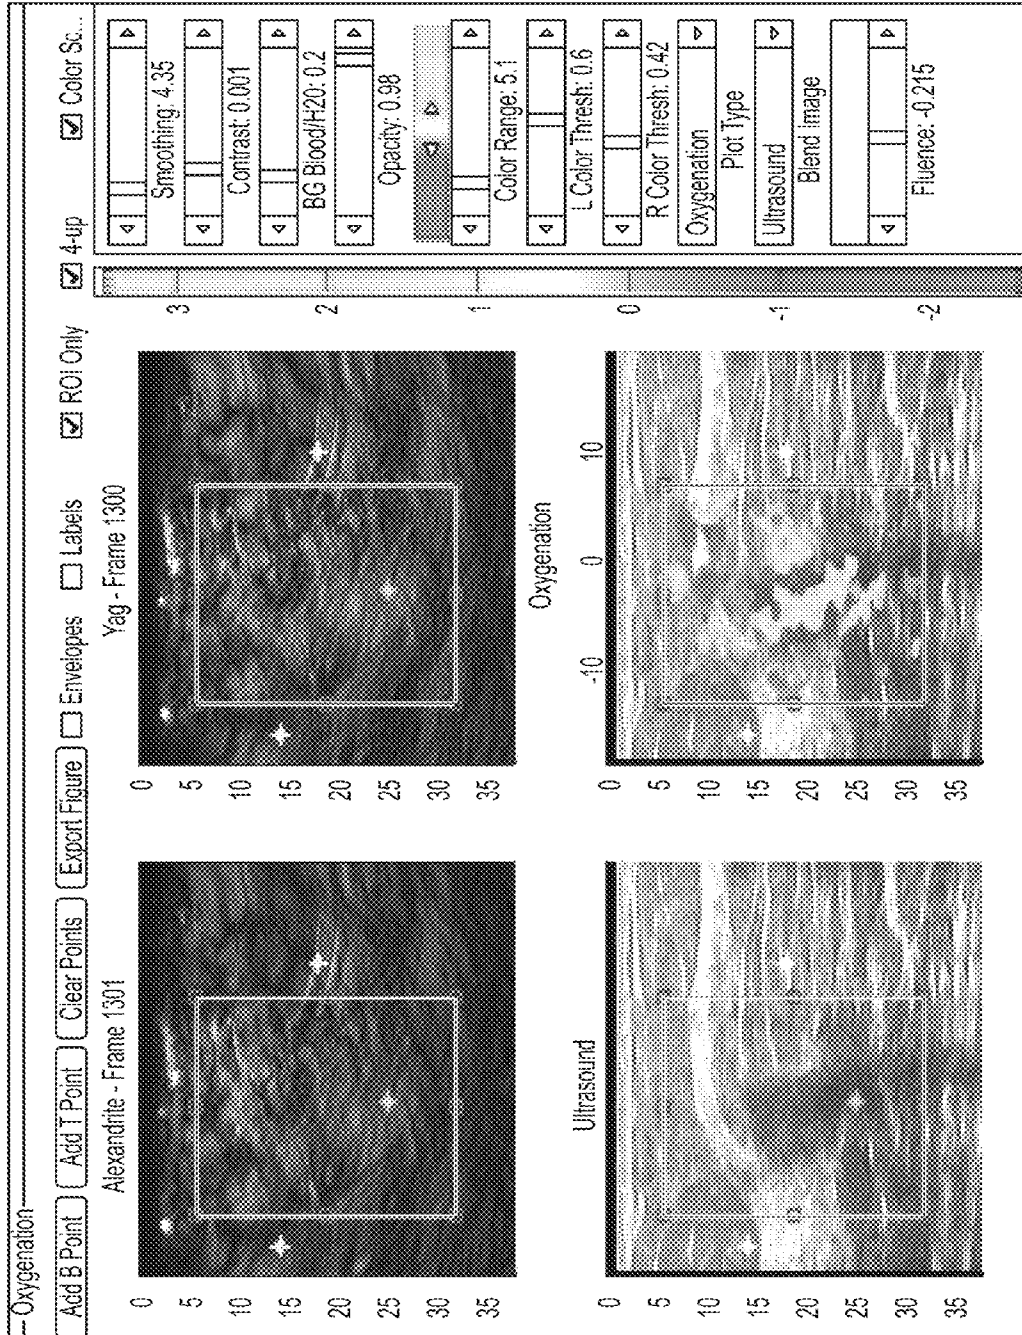 Oxygenation
Add B Point Add T Point Clear Points Export Figure Envelopes Labels ROI Only 4-up Color Sc...
Alexandrite - Frame 1301
0
5
10
15
20
25
30
35
Yag - Frame 1300
0
5
10
15
20
25
30
35
Ultrasound
0
5
10
15
20
25
30
35
Oxygenation
-10 0 10
0
5
10
15
20
25
30
35
3
2
1
0
-1
-2
Smoothing: 4.35
Contrast: 0.001
BG Blood/H20: 0.2
Opacity: 0.98
Color Range: 5.1
L Color Thresh: 0.6
R Color Thresh: 0.42
Oxygenation
Plot Type
Ultrasound
Blend Image
Fluence: -0.215